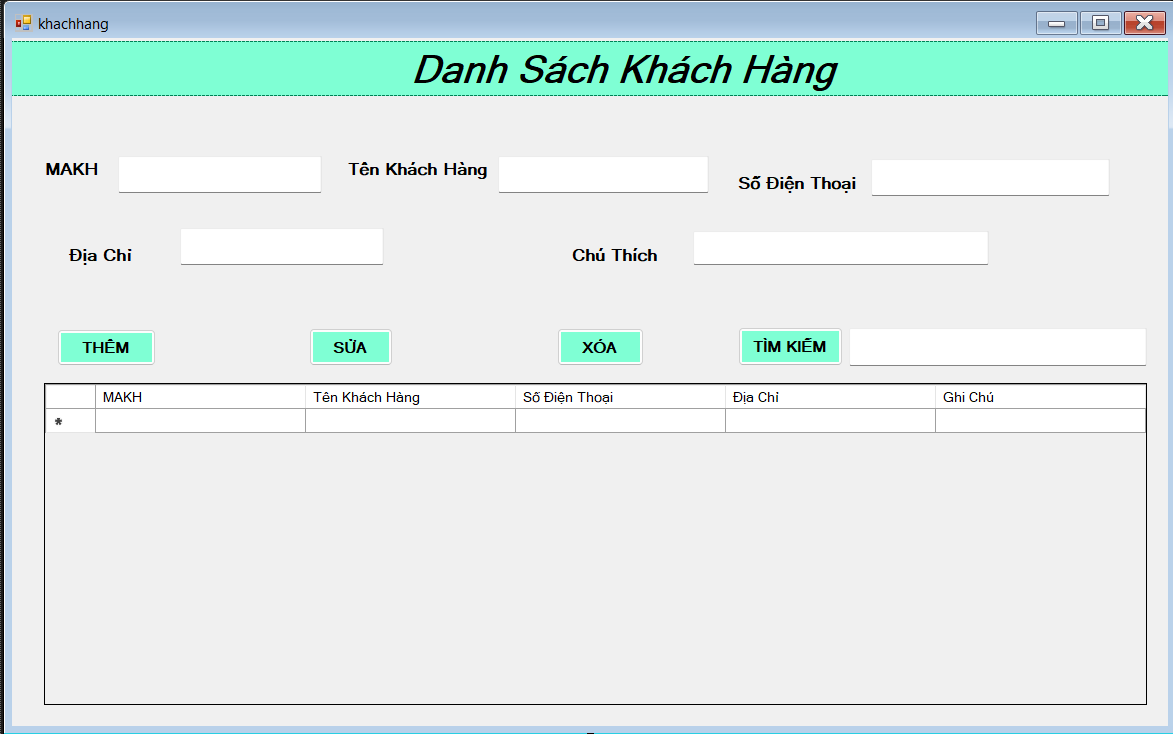 khachhang
Danh Sách Khách Hàng
MAKH Tên Khách Hàng Số Điện Thoại
Địa Chỉ Chú Thích
THÊM SỬA XÓA TÌM KIẾM
MAKH Tên Khách Hàng Số Điện Thoại Địa Chỉ Ghi Chú
*